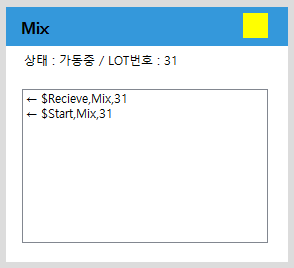 Mix
상태 : 가동중 / LOT번호 : 31
← $Recieve,Mix,31
← $Start,Mix,31